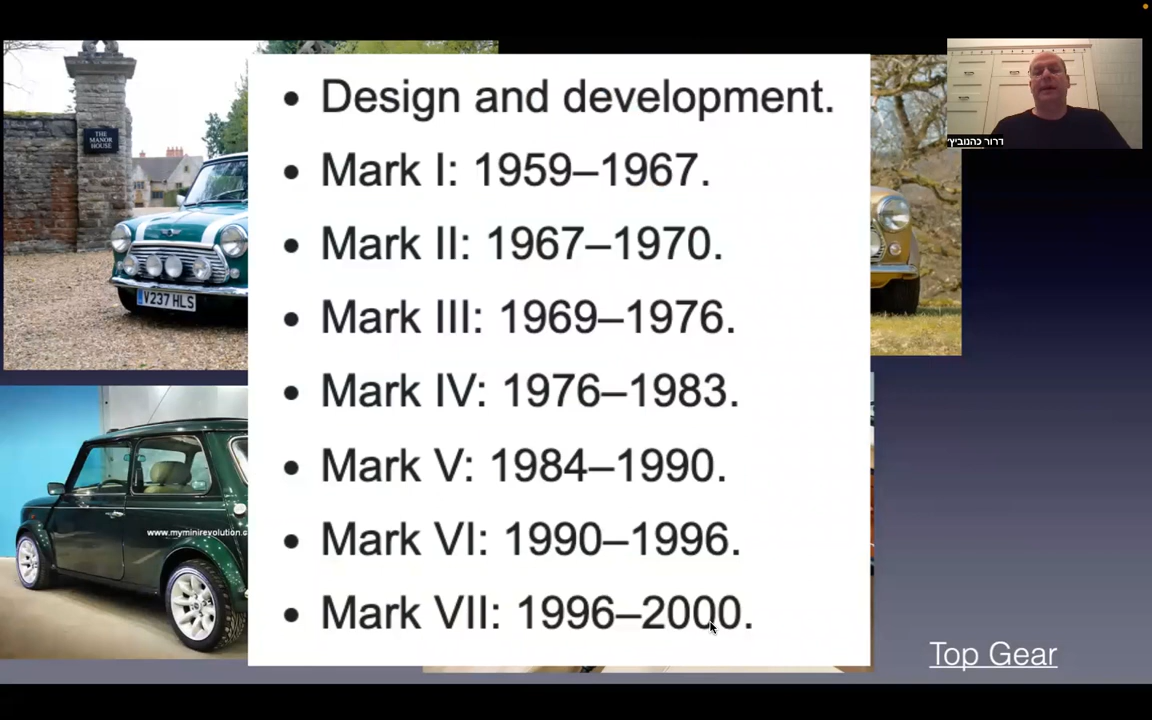 THE
MANOR
HOUSE
V237 HLS
• Design and development.
• Mark I: 1959–1967.
• Mark II: 1967–1970.
• Mark III: 1969–1976.
• Mark IV: 1976–1983.
• Mark V: 1984–1990.
• Mark VI: 1990–1996.
• Mark VII: 1996–2000.
דרור כהנוביץ'
www.myminirevolution.c
Top Gear